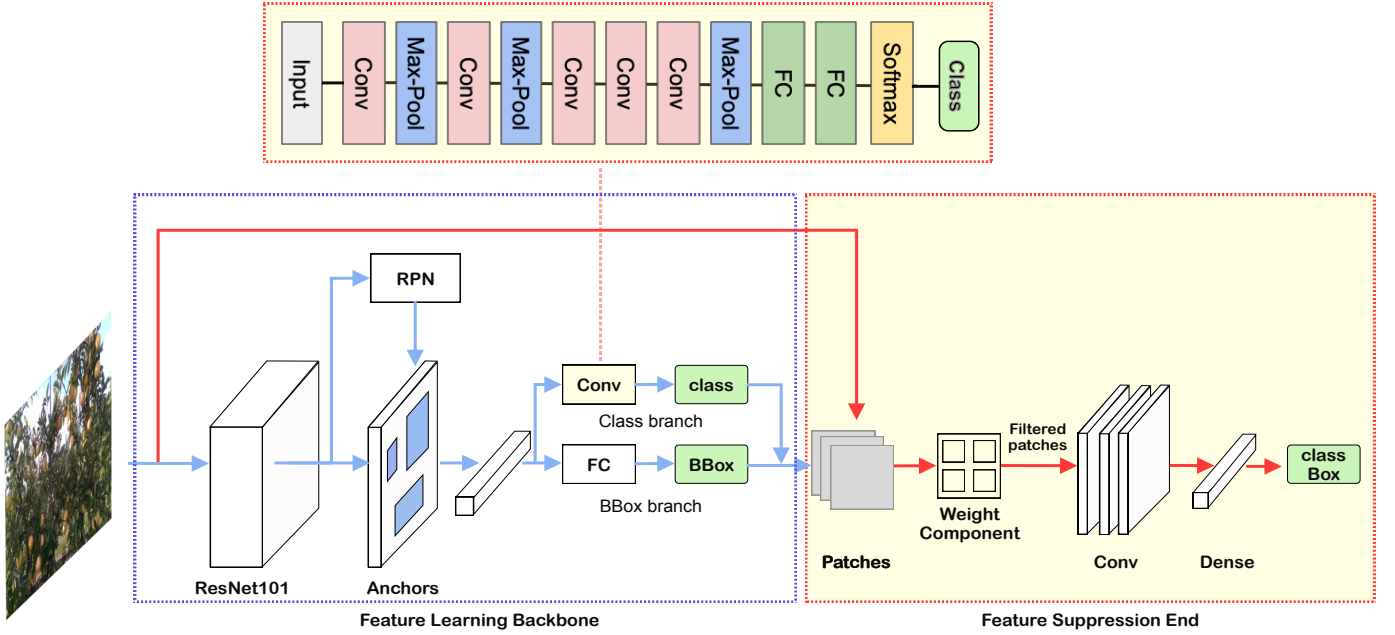 Input
Conv
Max-Pool
Conv
Max-Pool
Conv
Conv
Conv
Max-Pool
FC
FC
Softmax
Class
RPN
Conv
class
Class branch
FC
BBox
BBox branch
ResNet101
Anchors
Feature Learning Backbone
Patches
Weight
Component
Filtered
patches
Conv
Dense
class
Box
Feature Suppression End